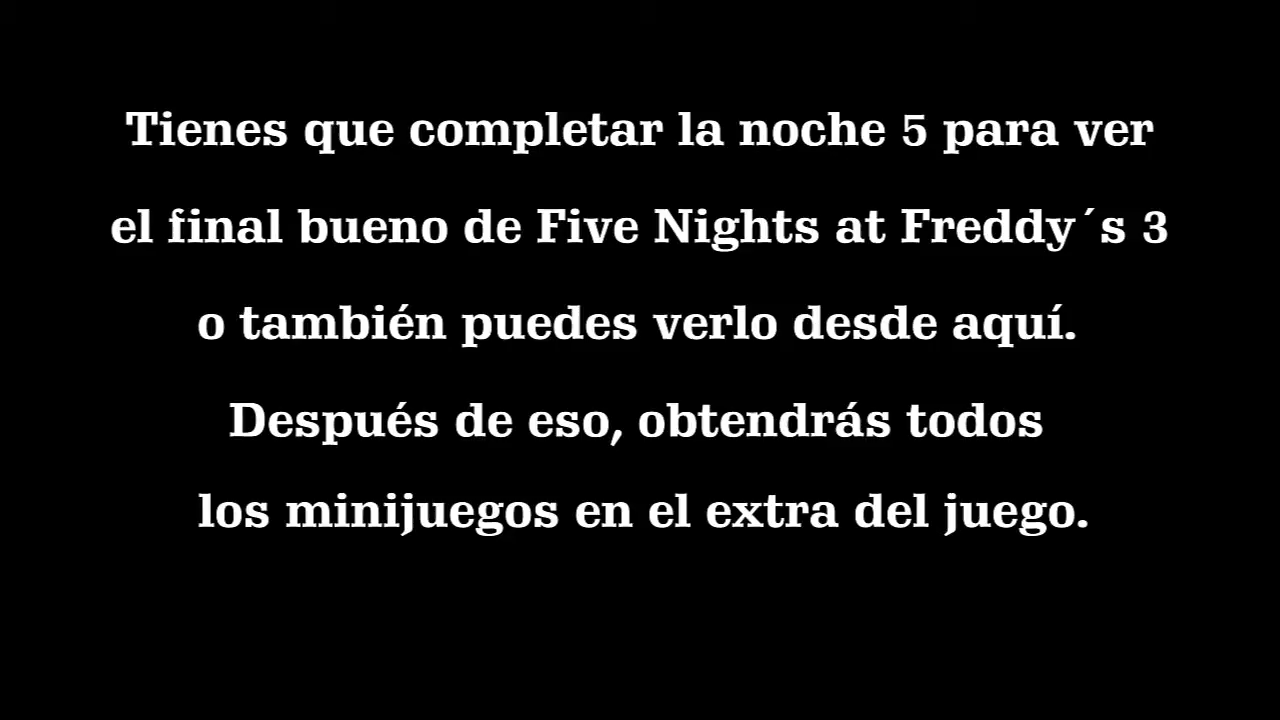 Tienes que completar la noche 5 para ver
el final bueno de Five Nights at Freddy´s 3
o también puedes verlo desde aquí.
Después de eso, obtendrás todos
los minijuegos en el extra del juego.